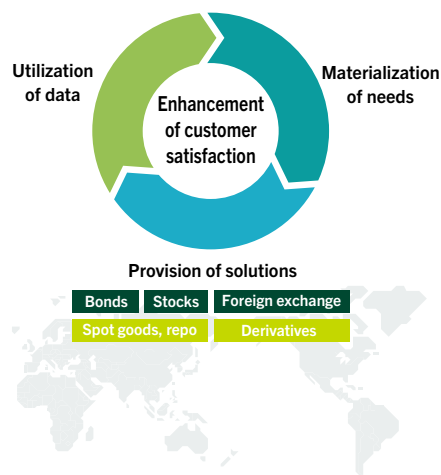 Utilization
of data
Materialization
of needs
Enhancement
of customer
satisfaction
Provision of solutions
Bonds Stocks Foreign exchange
Spot goods, repo Derivatives